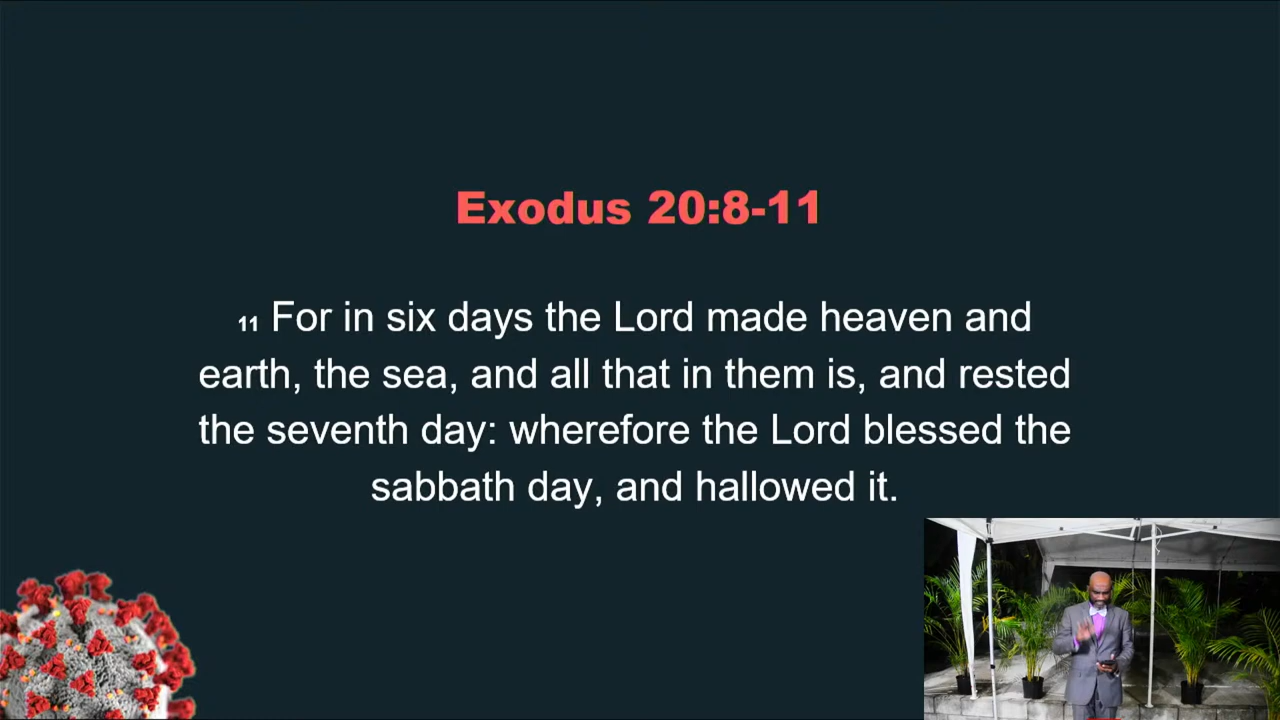 Exodus 20:8-11
11 For in six days the Lord made heaven and
earth, the sea, and all that in them is, and rested
the seventh day: wherefore the Lord blessed the
sabbath day, and hallowed it.